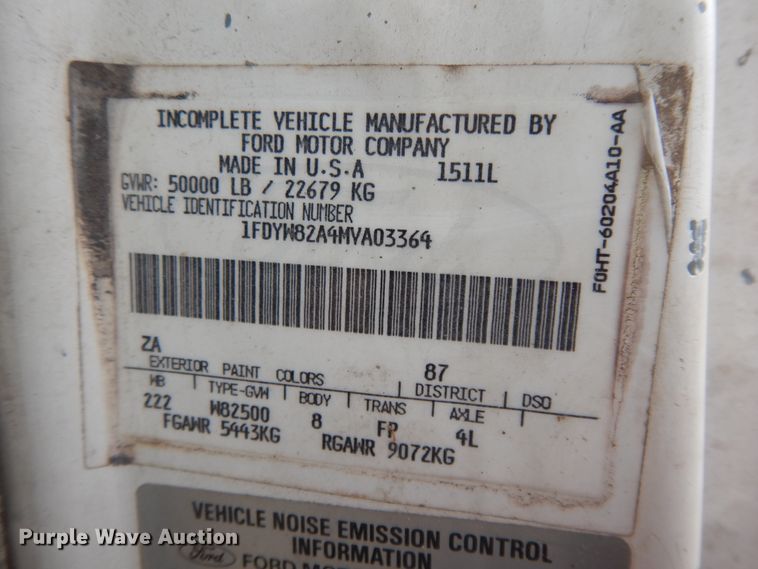 INCOMPLETE VEHICLE MANUFACTURED BY
FORD MOTOR COMPANY
MADE IN U.S.A 1511L
GVWR: 50000 LB / 22679 KG
VEHICLE IDENTIFICATION NUMBER
1FDYW82A4MVA03364
F0HT-60204A10-AA
ZA 87
EXTERIOR PAINT COLORS DISTRICT DSO
WB TYPE-GVW BODY TRANS AXLE
222 W82500 8 FP 4L
FGAWR 5443KG RGAWR 9072KG
VEHICLE NOISE EMISSION CONTROL
INFORMATION
Ford FORD
Purple Wave Auction